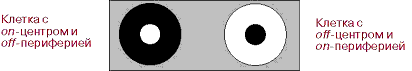 Клетка с
on-центром и
off-периферией
Клетка с
off-центром и
on-периферией